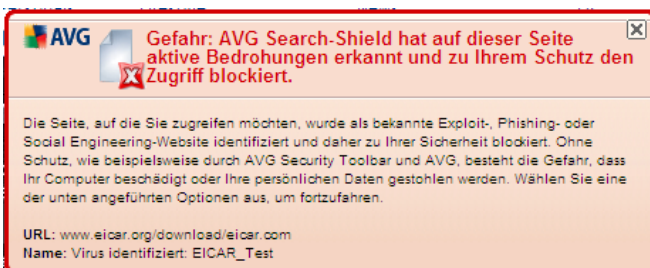 AVG
Gefahr: AVG Search-Shield hat auf dieser Seite
aktive Bedrohungen erkannt und zu Ihrem Schutz den
Zugriff blockiert.
Die Seite, auf die Sie zugreifen möchten, wurde als bekannte Exploit-, Phishing- oder
Social Engineering-Website identifiziert und daher zu Ihrer Sicherheit blockiert. Ohne
Schutz, wie beispielsweise durch AVG Security Toolbar und AVG, besteht die Gefahr, dass
Ihr Computer beschädigt oder Ihre persönlichen Daten gestohlen werden. Wählen Sie eine
der unten angeführten Optionen aus, um fortzufahren.
URL: www.eicar.org/download/eicar.com
Name: Virus identifiziert: EICAR_Test